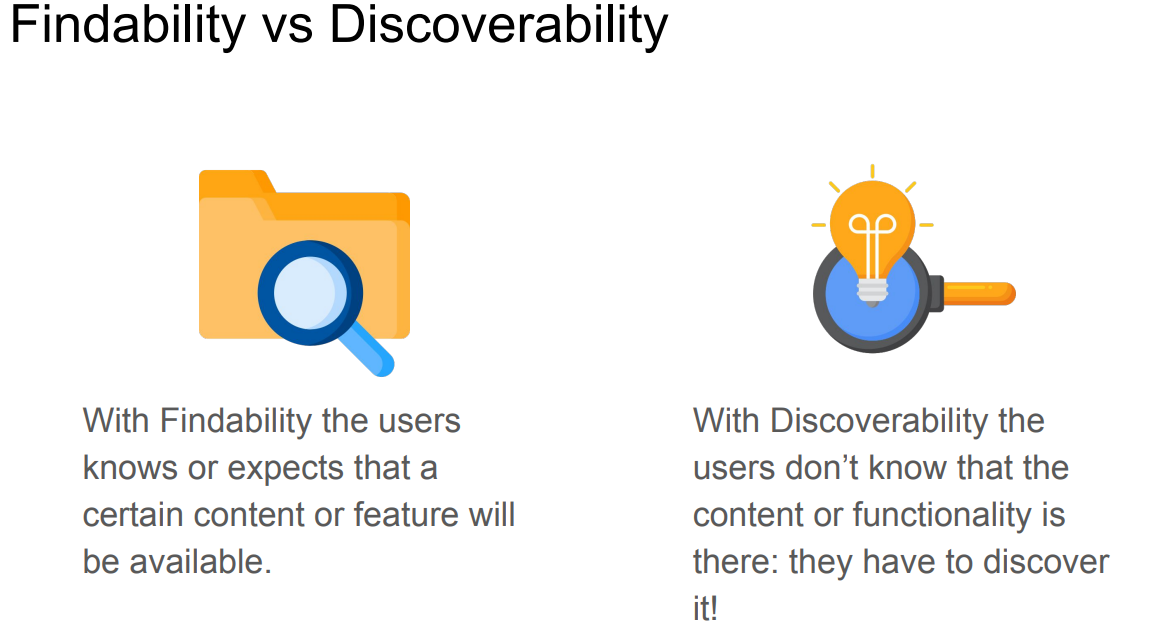 Findability vs Discoverability
With Findability the users
knows or expects that a
certain content or feature will
be available.
With Discoverability the
users don’t know that the
content or functionality is
there: they have to discover
it!